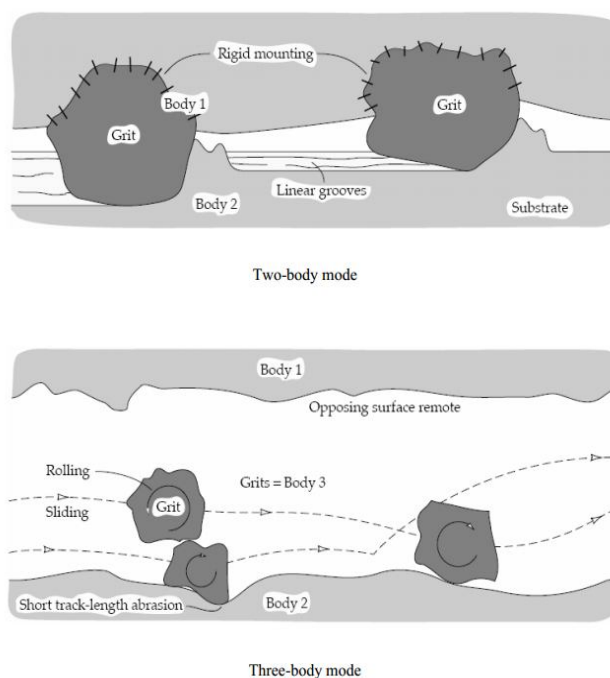 Rigid mounting
Body 1
Grit
Grit
Linear grooves
Body 2
Substrate
Two-body mode
Body 1
Opposing surface remote
Rolling
Grits = Body 3
Grit
Sliding
Short track-length abrasion
Body 2
Three-body mode